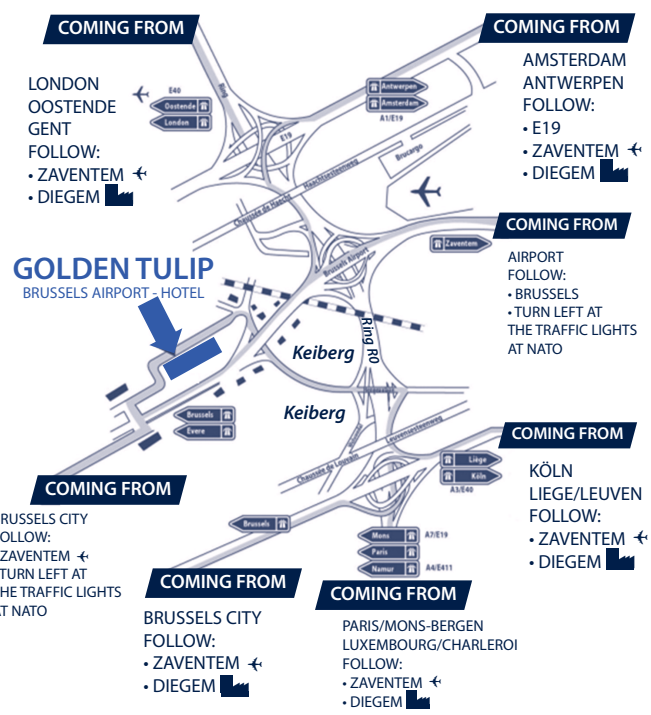 COMING FROM
LONDON
OOSTENDE
GENT
FOLLOW:
• ZAVENTEM
• DIEGEM
E40
Oostende
London
Ring
E19
Antwerpen
Amsterdam
A1/E19
COMING FROM
AMSTERDAM
ANTWERPEN
FOLLOW:
• E19
• ZAVENTEM
• DIEGEM
Brucargo
Chaussée de Haecht
Haachtsesteenweg
Brussels Airport
Zaventem
COMING FROM
AIRPORT
FOLLOW:
• BRUSSELS
• TURN LEFT AT
THE TRAFFIC LIGHTS
AT NATO
GOLDEN TULIP
BRUSSELS AIRPORT - HOTEL
Keiberg
Ring R0
Keiberg
Brussels
Evere
Chaussée de Louvain
Leuvensesteenweg
Liège
Köln
A3/E40
COMING FROM
KÖLN
LIEGE/LEUVEN
FOLLOW:
• ZAVENTEM
• DIEGEM
COMING FROM
RUSSELS CITY
OLLOW:
ZAVENTEM
TURN LEFT AT
HE TRAFFIC LIGHTS
AT NATO
Brussels
Mons
Paris
Namur
A7/E19
A4/E411
COMING FROM
BRUSSELS CITY
FOLLOW:
• ZAVENTEM
• DIEGEM
COMING FROM
PARIS/MONS-BERGEN
LUXEMBOURG/CHARLEROI
FOLLOW:
• ZAVENTEM
• DIEGEM